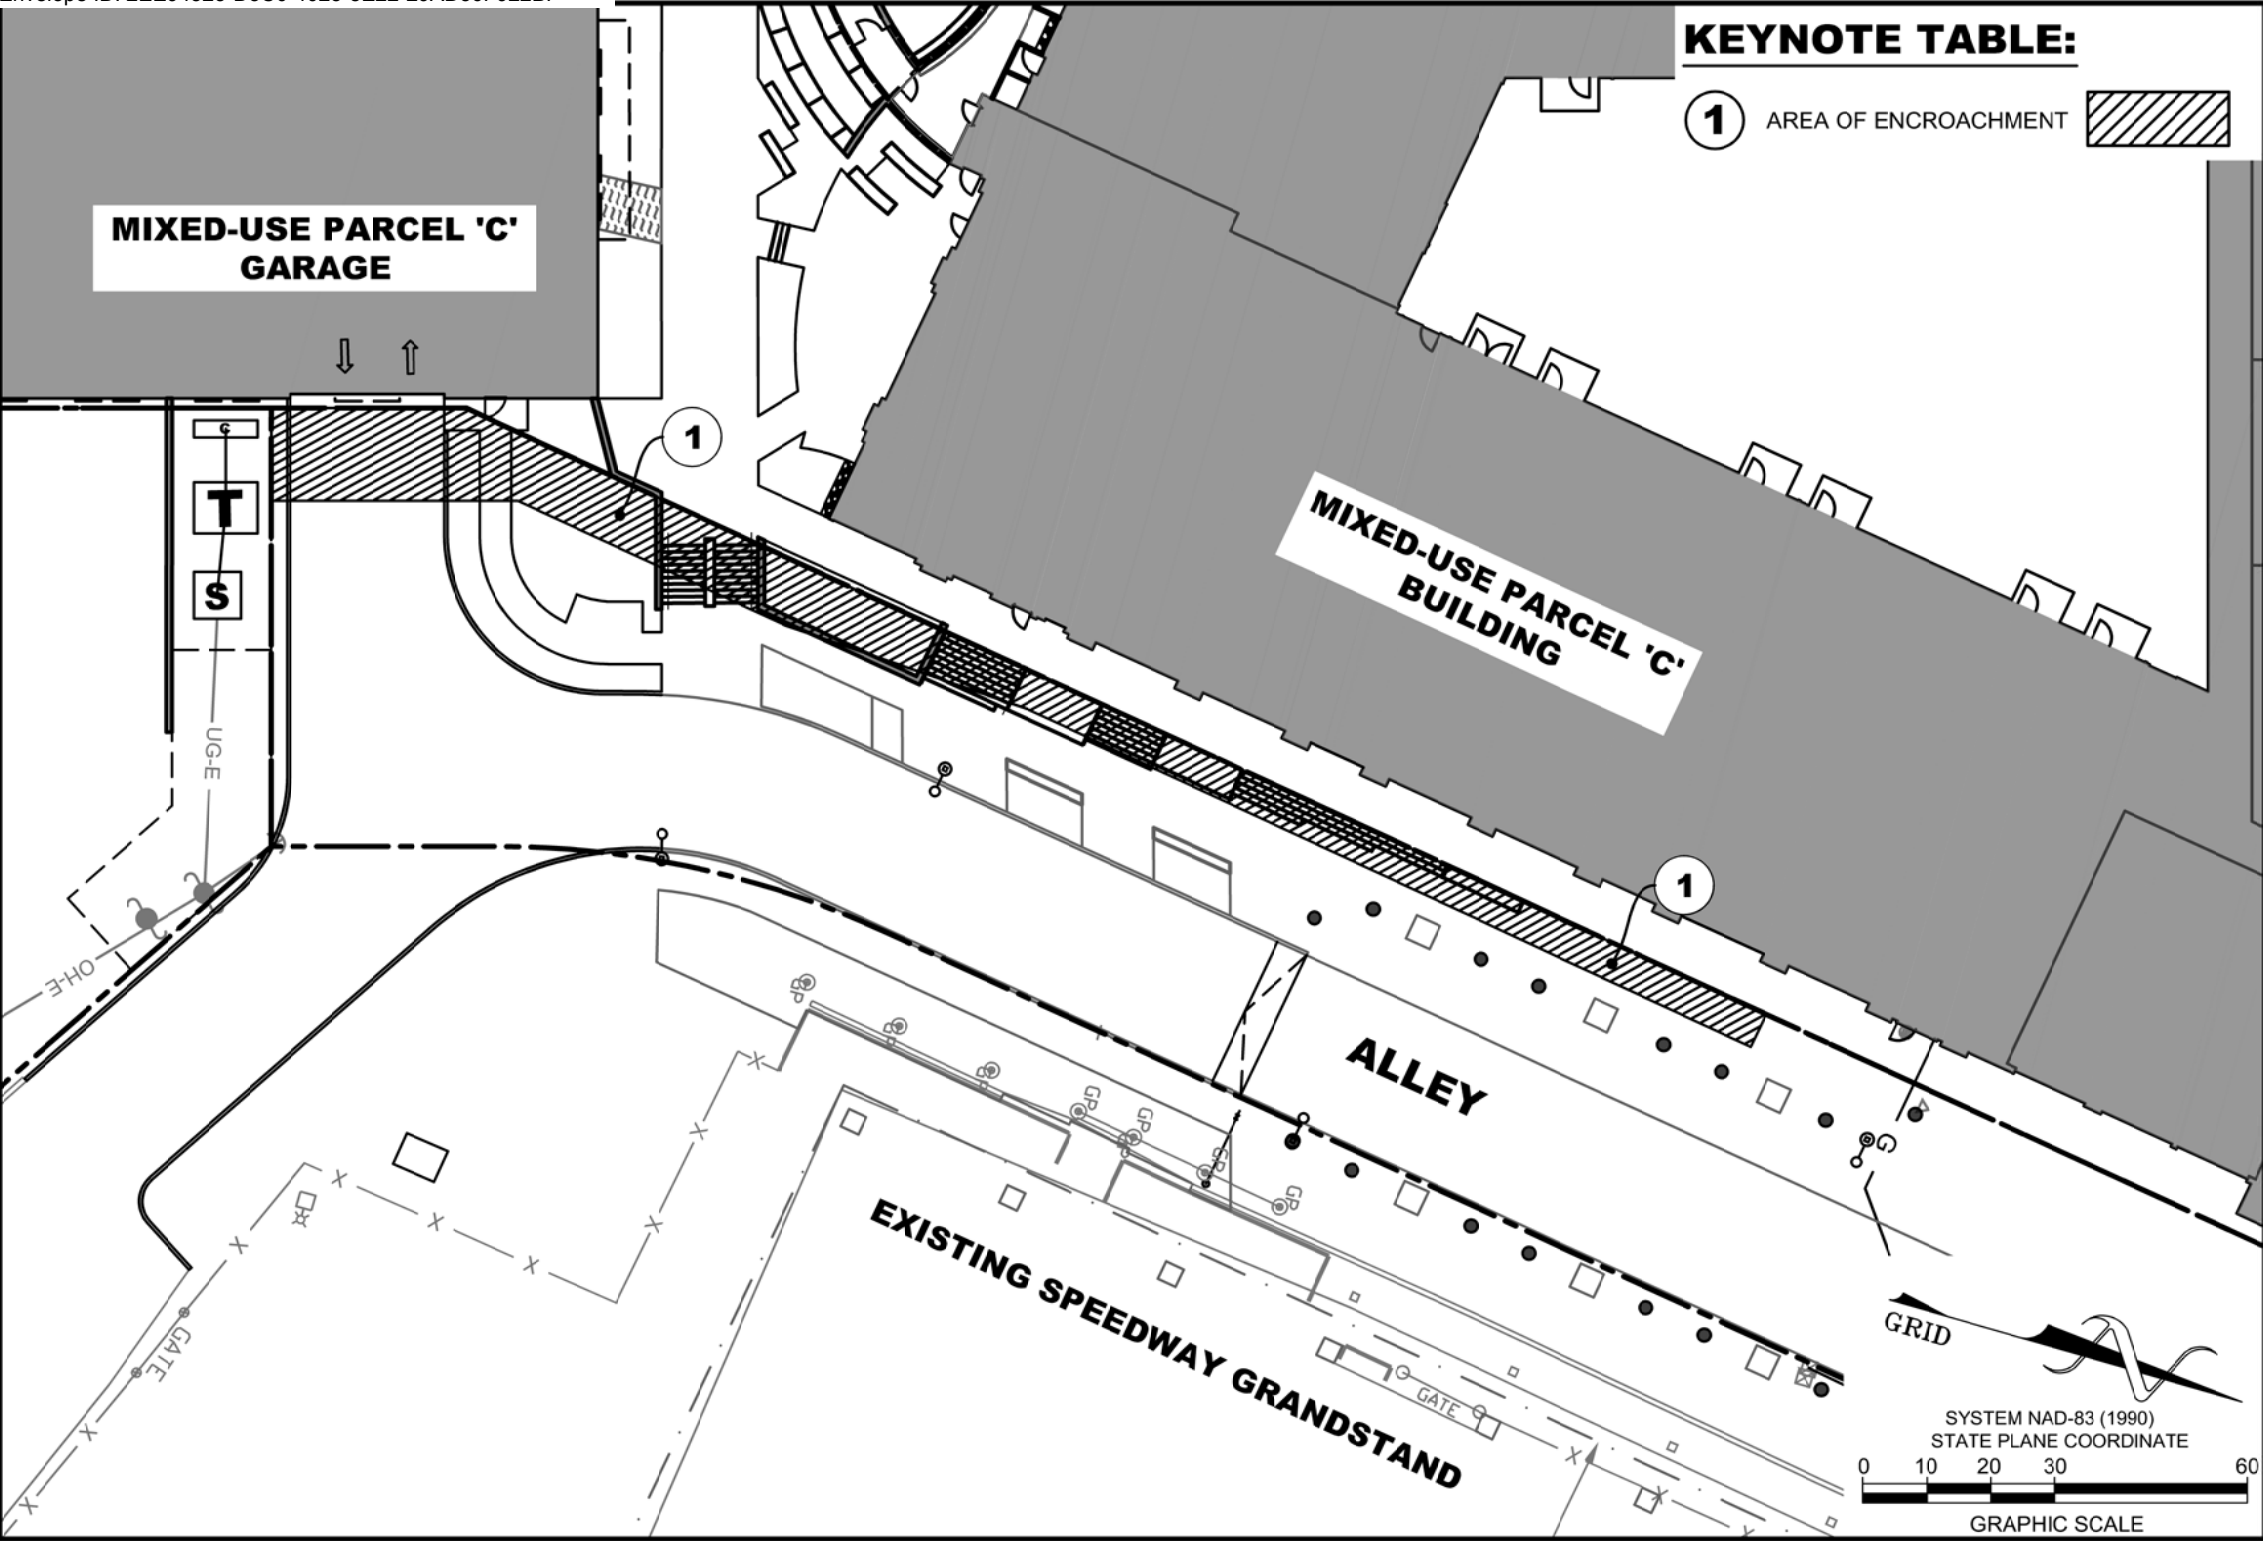 KEYNOTE TABLE:
1 AREA OF ENCROACHMENT
MIXED-USE PARCEL 'C'
GARAGE
1
C
T
S
MIXED-USE PARCEL 'C'
BUILDING
UG-E
1
OH-E
GP
GP
GP
GP
GP
GP
ALLEY
G
EXISTING SPEEDWAY GRANDSTAND
X
X
X
X
X
X
X
X
X
GATE
GATE
X
X
X
GRID
SYSTEM NAD-83 (1990)
STATE PLANE COORDINATE
0 10 20 30 60
GRAPHIC SCALE